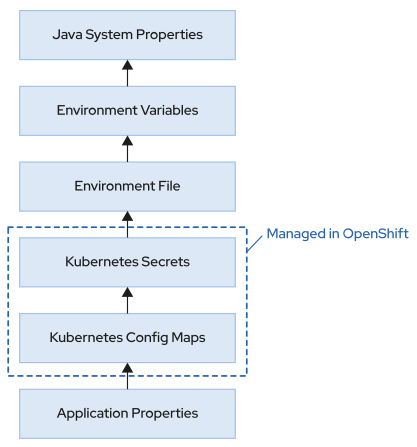 Java System Properties
Environment Variables
Environment File
Managed in OpenShift
Kubernetes Secrets
Kubernetes Config Maps
Application Properties